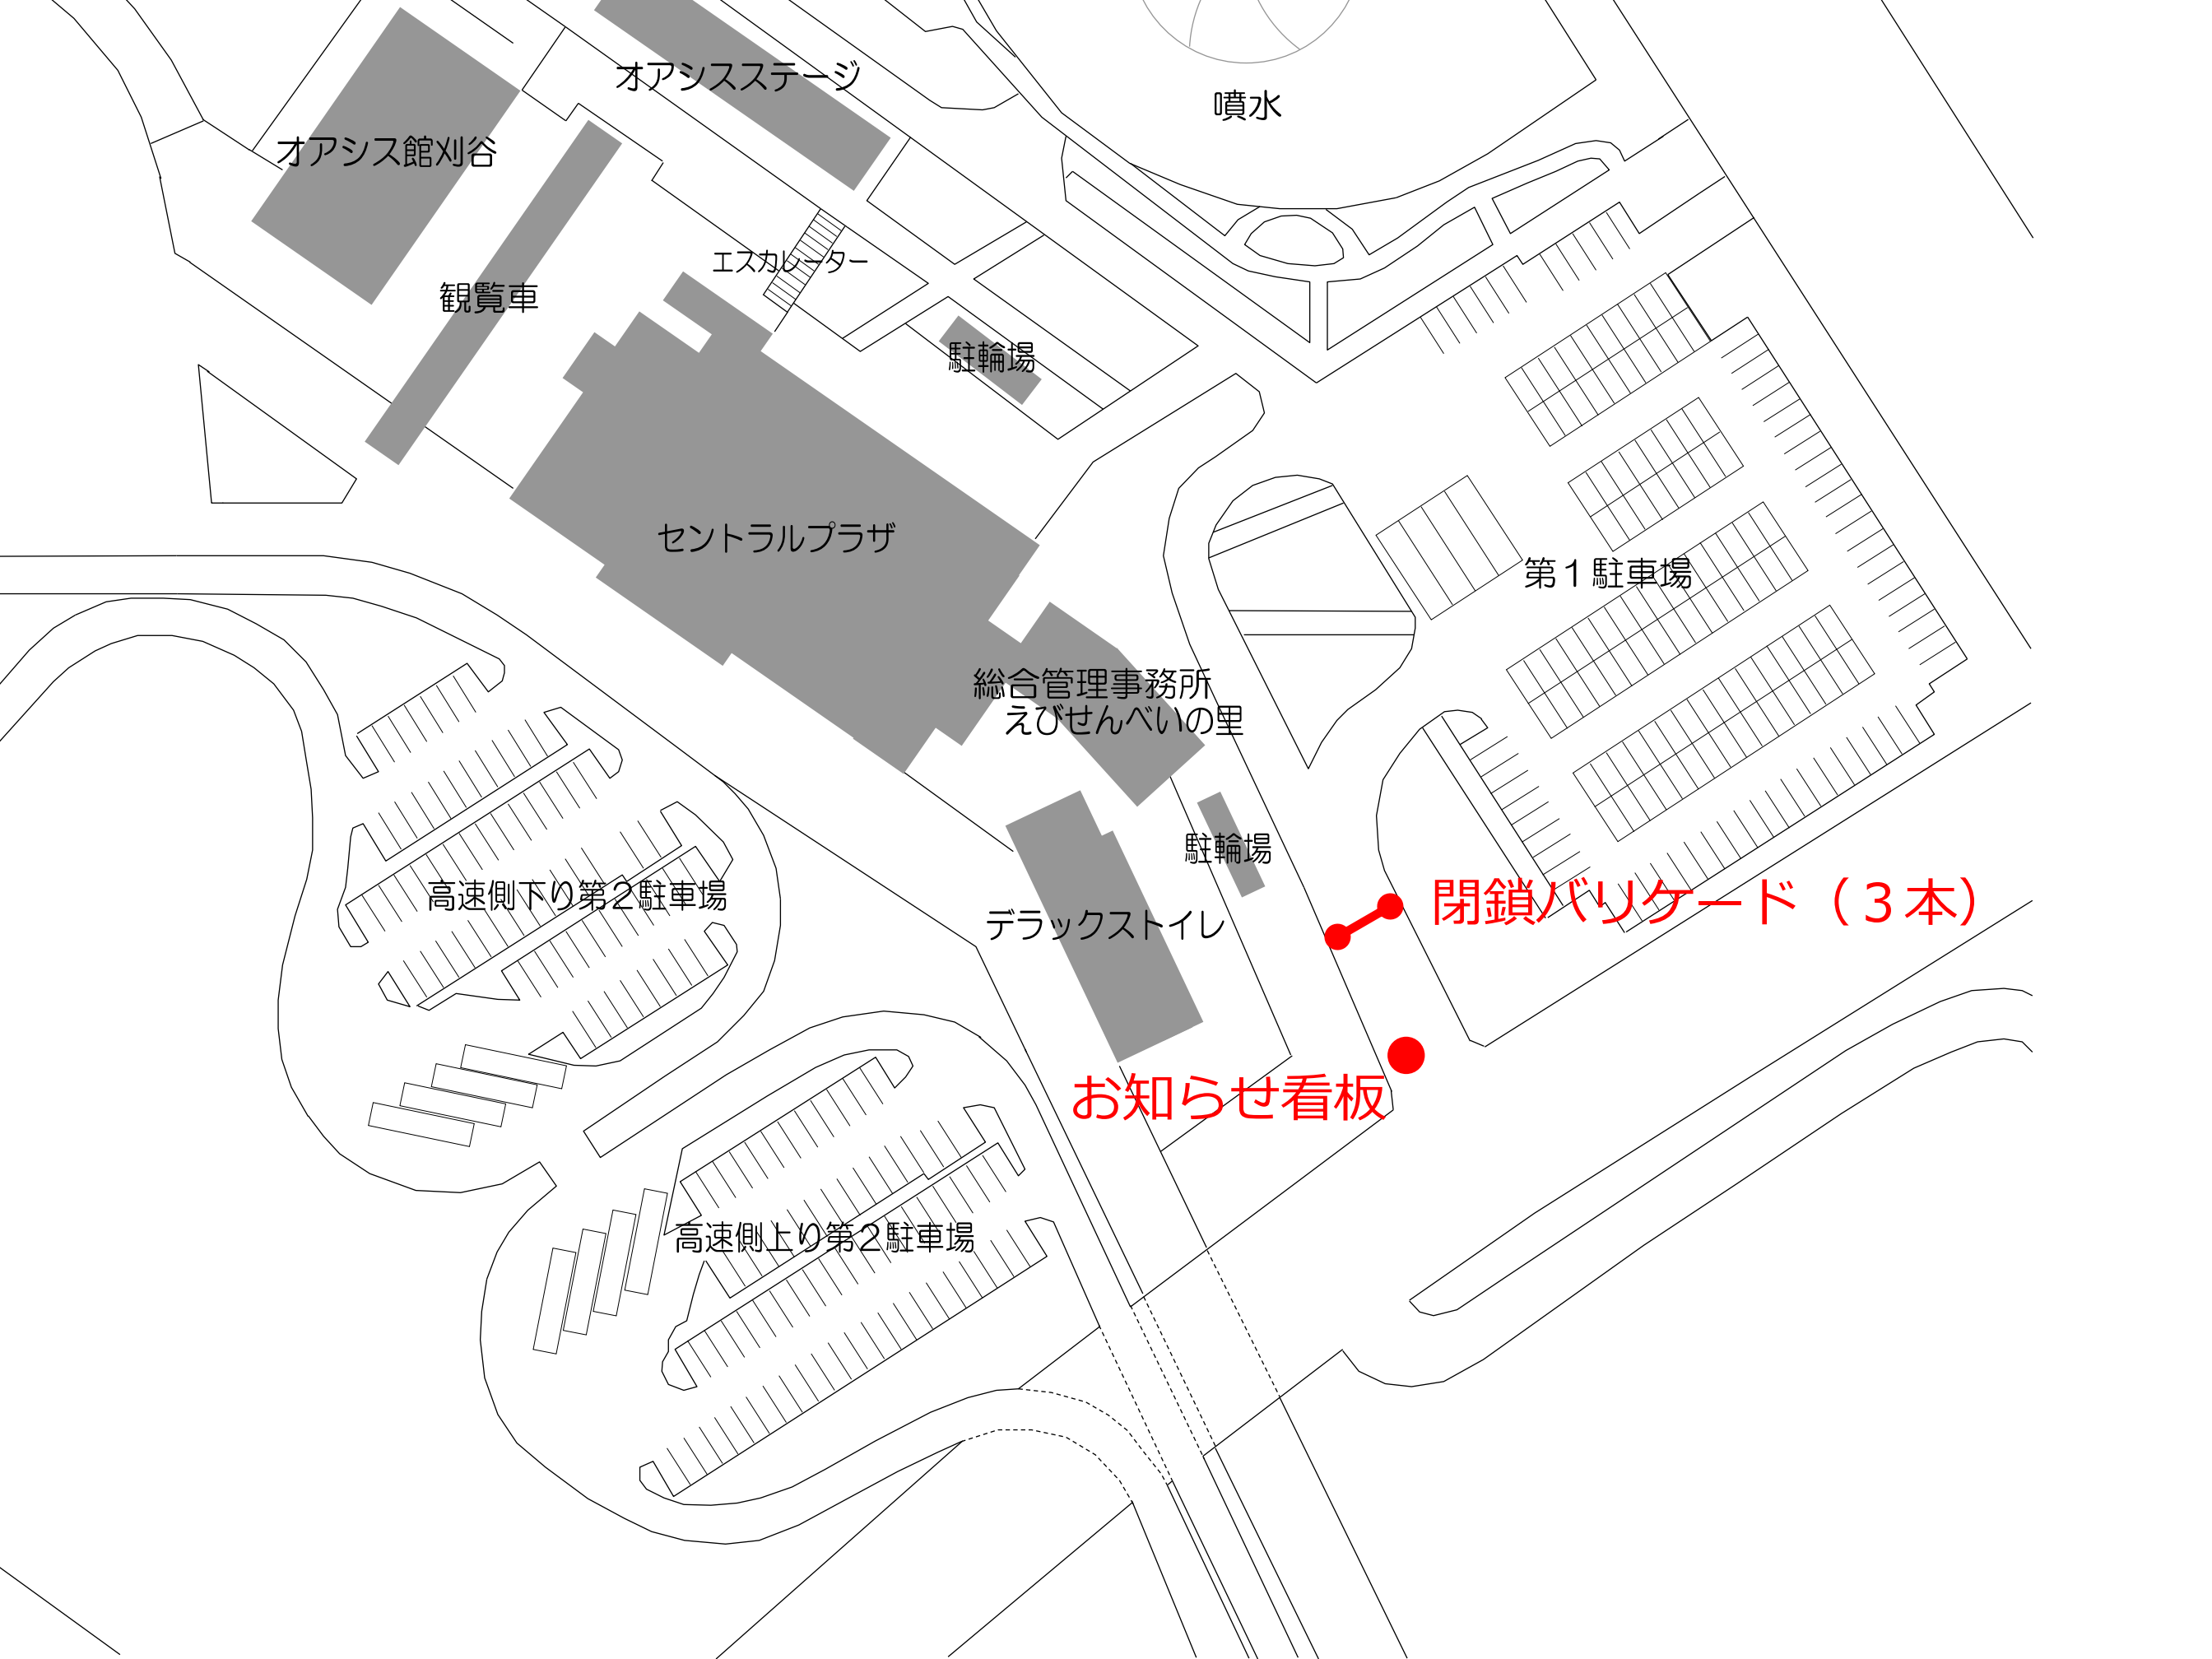 オアシスステージ
噴水
オアシス館刈谷
エスカレーター
観覧車
駐輪場
セントラルプラザ
第１駐車場
総合管理事務所
えびせんべいの里
駐輪場
高速側下り第２駐車場
デラックストイレ
閉鎖バリケード（３本）
お知らせ看板
高速側上り第２駐車場